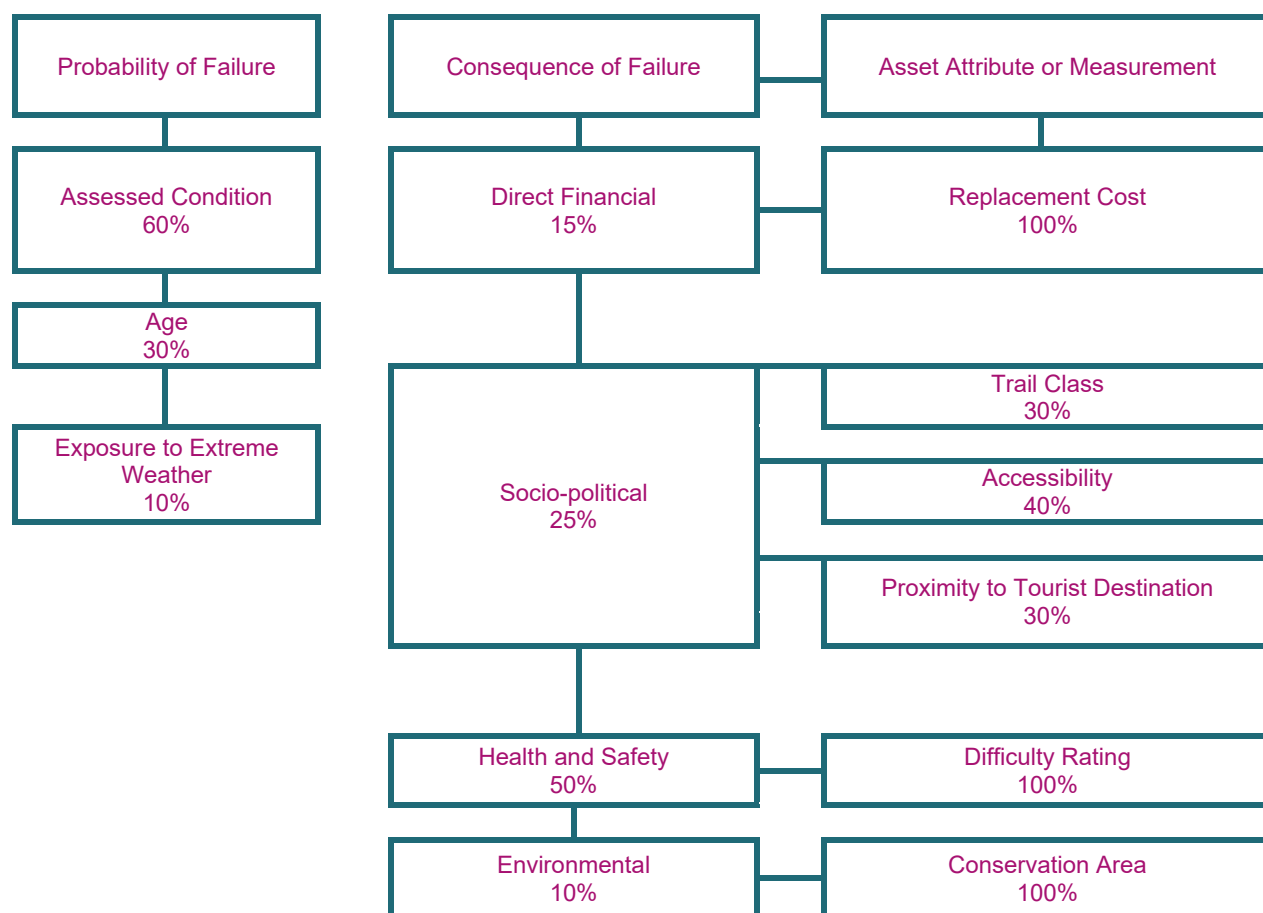 Probability of Failure
Consequence of Failure
Asset Attribute or Measurement
Assessed Condition
60%
Direct Financial
15%
Replacement Cost
100%
Age
30%
Exposure to Extreme
Weather
10%
Socio-political
25%
Trail Class
30%
Accessibility
40%
Proximity to Tourist Destination
30%
Health and Safety
50%
Difficulty Rating
100%
Environmental
10%
Conservation Area
100%